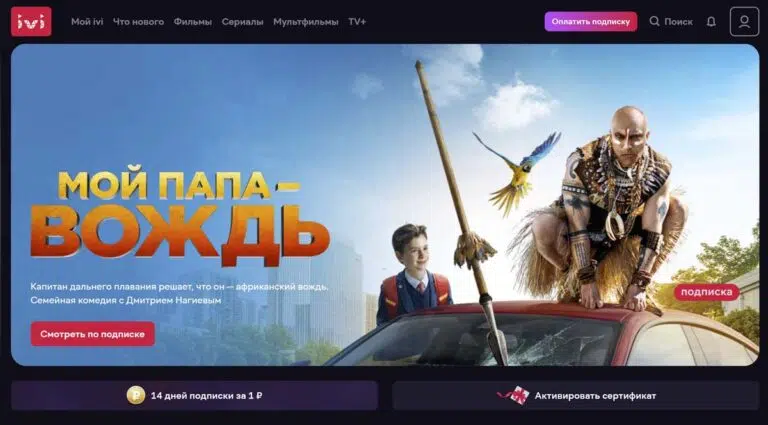 ivi
Мой ivi
Что нового
Фильмы
Сериалы
Мультфильмы
TV+
Оплатить подписку
Поиск
МОЙ ПАПА –
ВОЖДЬ
Капитан дальнего плавания решает, что он — африканский вождь.
Семейная комедия с Дмитрием Нагиевым
подписка
Смотреть по подписке
₽ 14 дней подписки за 1 ₽
Активировать сертификат